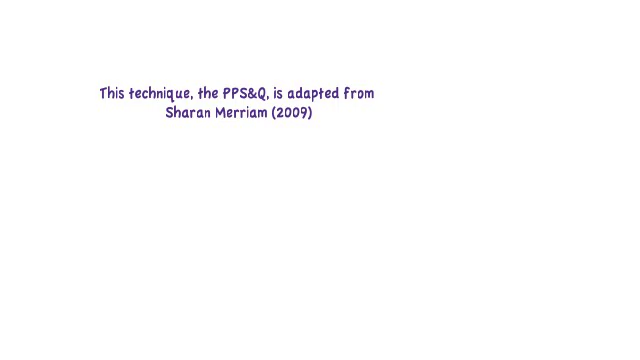 This technique, the PPS&Q, is adapted from
Sharan Merriam (2009)